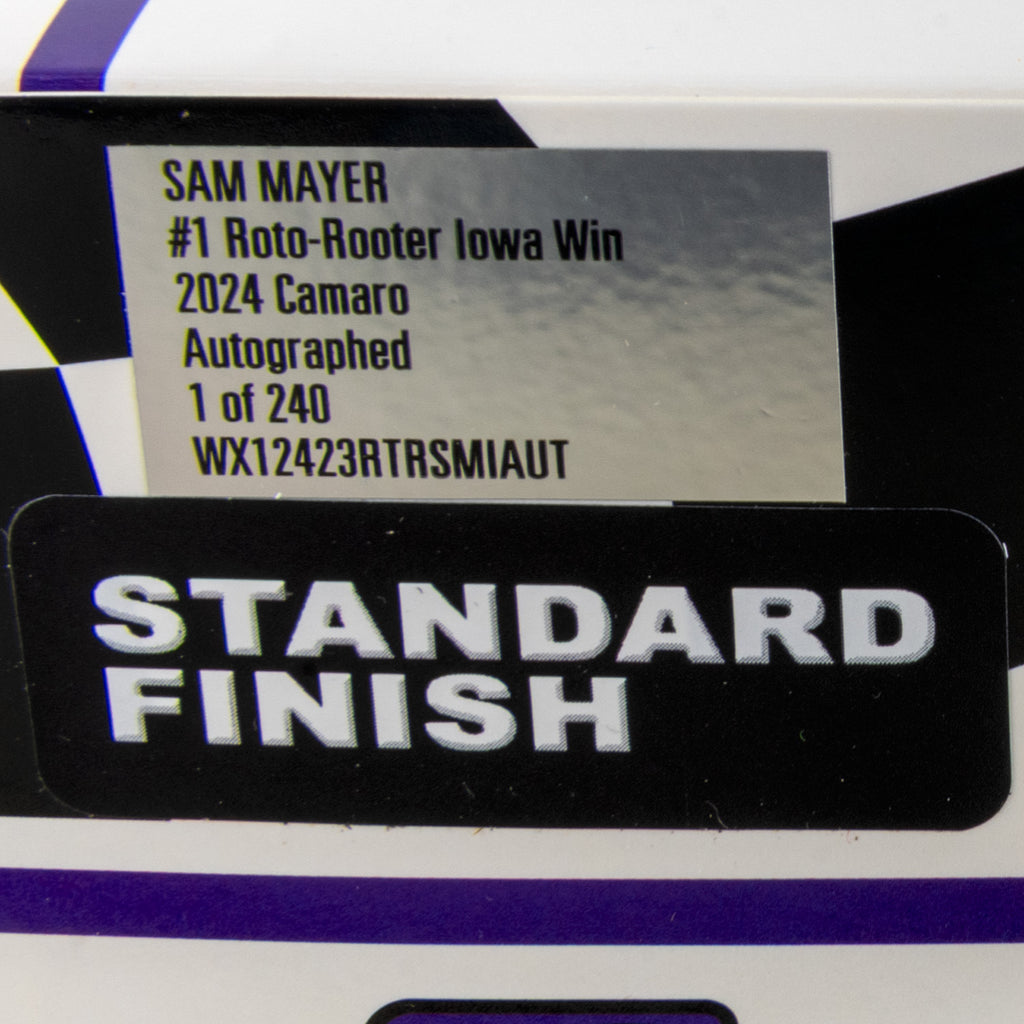 SAM MAYER
#1 Roto-Rooter Iowa Win
2024 Camaro
Autographed
1 of 240
WX12423RTRSMIAUT
STANDARD
FINISH